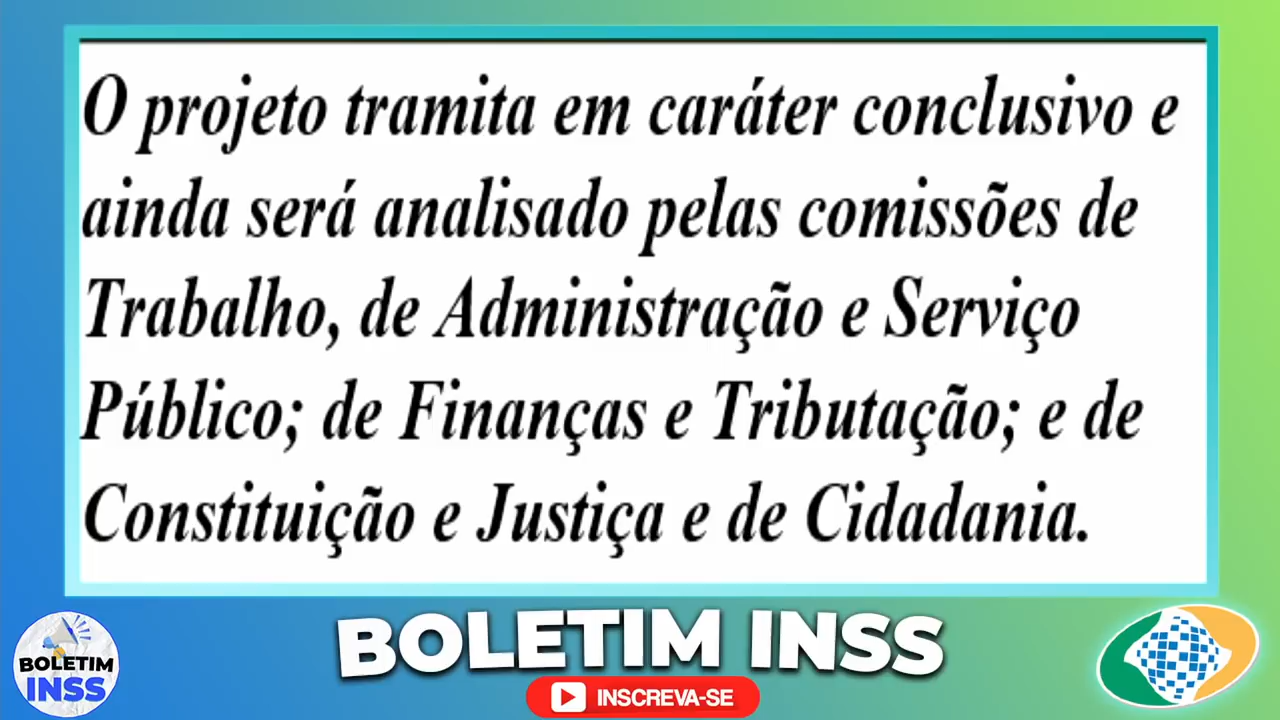 O projeto tramita em caráter conclusivo e
ainda será analisado pelas comissões de
Trabalho, de Administração e Serviço
Público; de Finanças e Tributação; e de
Constituição e Justiça e de Cidadania.
BOLETIM INSS
BOLETIM
INSS
INSCREVA-SE